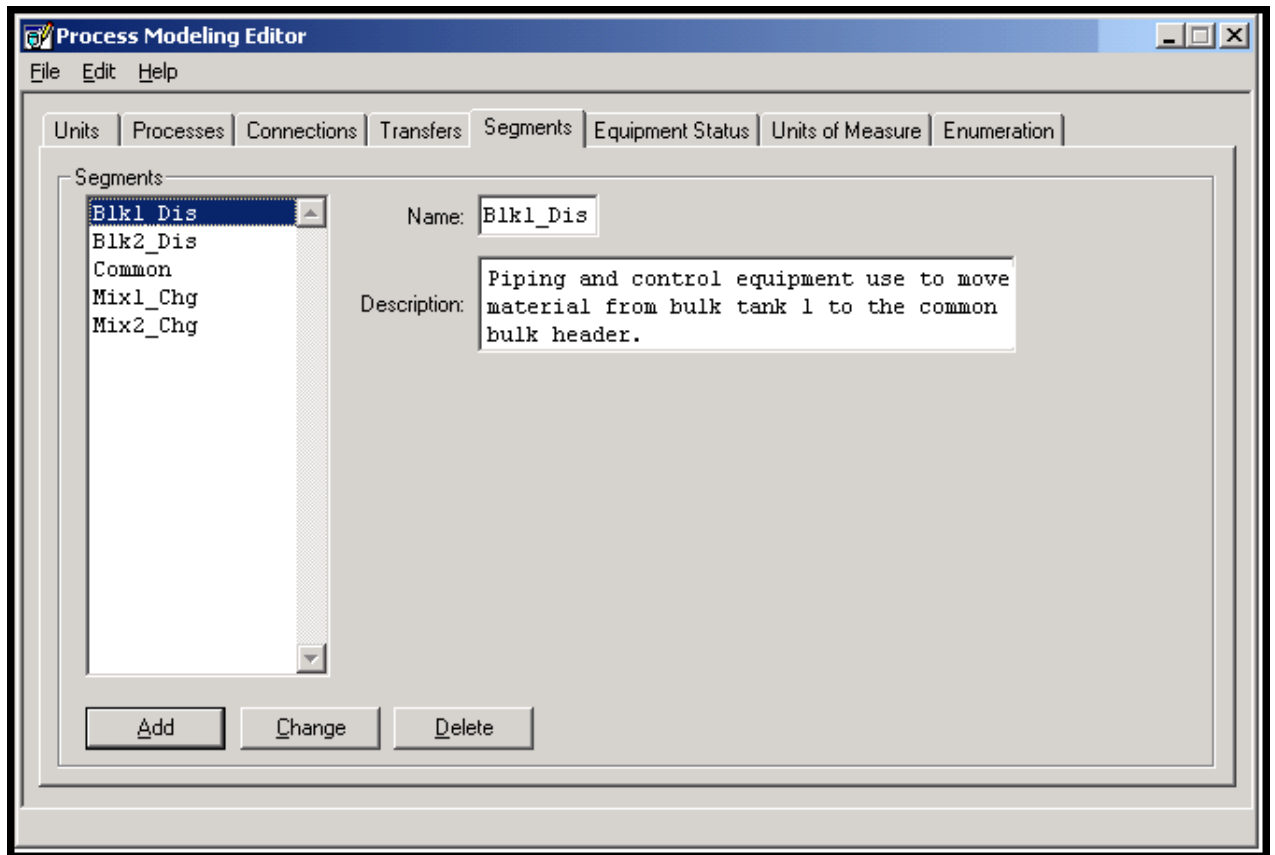 Process Modeling Editor
File Edit Help
Units Processes Connections Transfers Segments Equipment Status Units of Measure Enumeration
Segments
Blk1_Dis
Blk2_Dis
Common
Mix1_Chg
Mix2_Chg
Name: Blk1_Dis
Description:
Piping and control equipment use to move
material from bulk tank 1 to the common
bulk header.
Add Change Delete